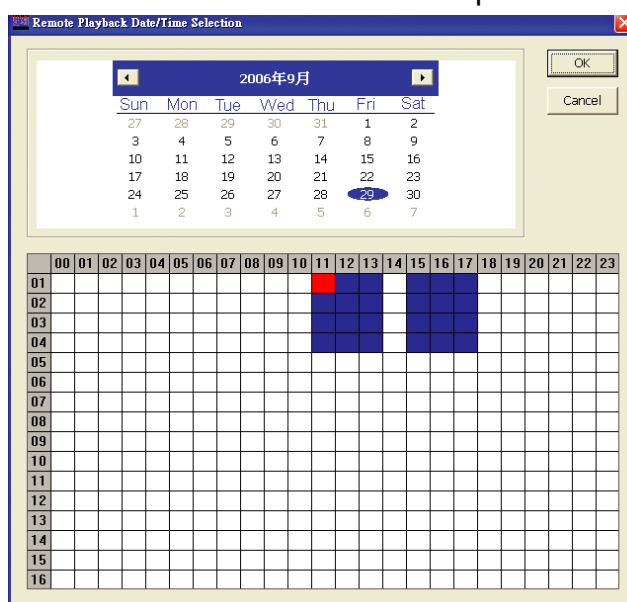 Remote Playback Date/Time Selection
OK
2006年9月
Cancel
Sun Mon Tue Wed Thu Fri Sat
27 28 29 30 31 1 2
3 4 5 6 7 8 9
10 11 12 13 14 15 16
17 18 19 20 21 22 23
24 25 26 27 28 29 30
1 2 3 4 5 6 7
00 01 02 03 04 05 06 07 08 09 10 11 12 13 14 15 16 17 18 19 20 21 22 23
01
02
03
04
05
06
07
08
09
10
11
12
13
14
15
16